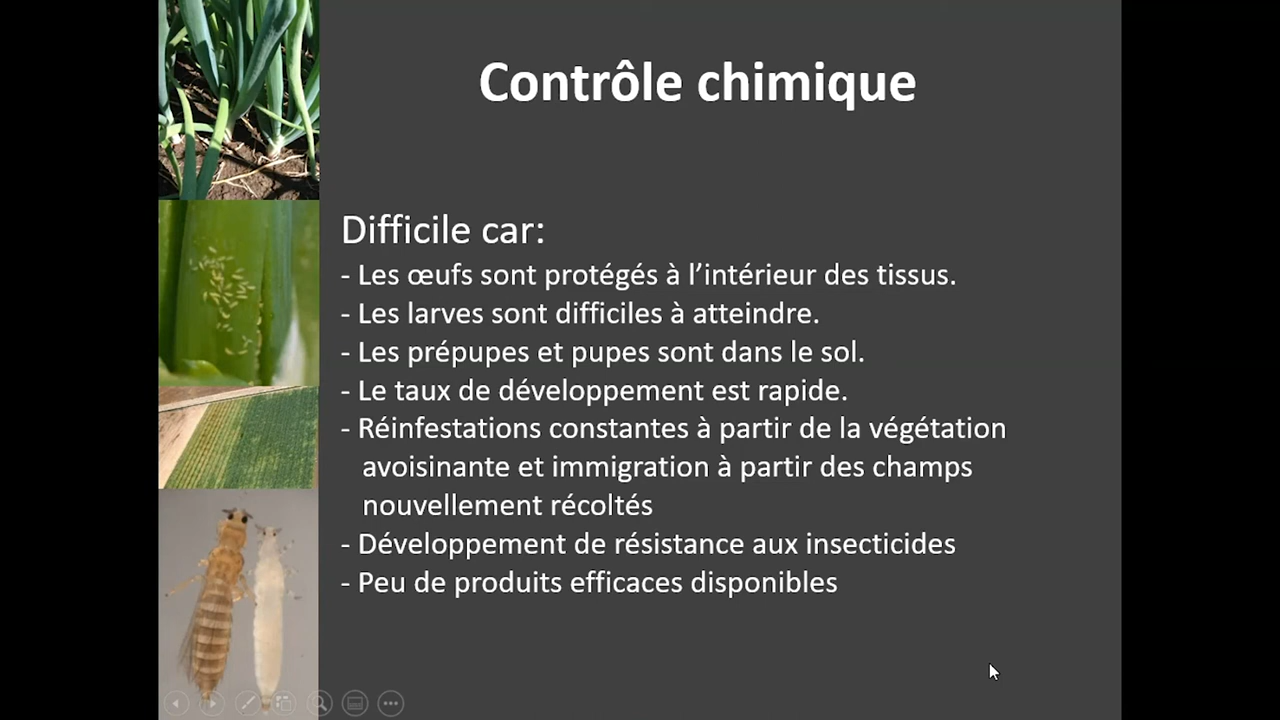 Contrôle chimique
Difficile car:
- Les œufs sont protégés à l’intérieur des tissus.
- Les larves sont difficiles à atteindre.
- Les prépupes et pupes sont dans le sol.
- Le taux de développement est rapide.
- Réinfestations constantes à partir de la végétation
avoisinante et immigration à partir des champs
nouvellement récoltés
- Développement de résistance aux insecticides
- Peu de produits efficaces disponibles